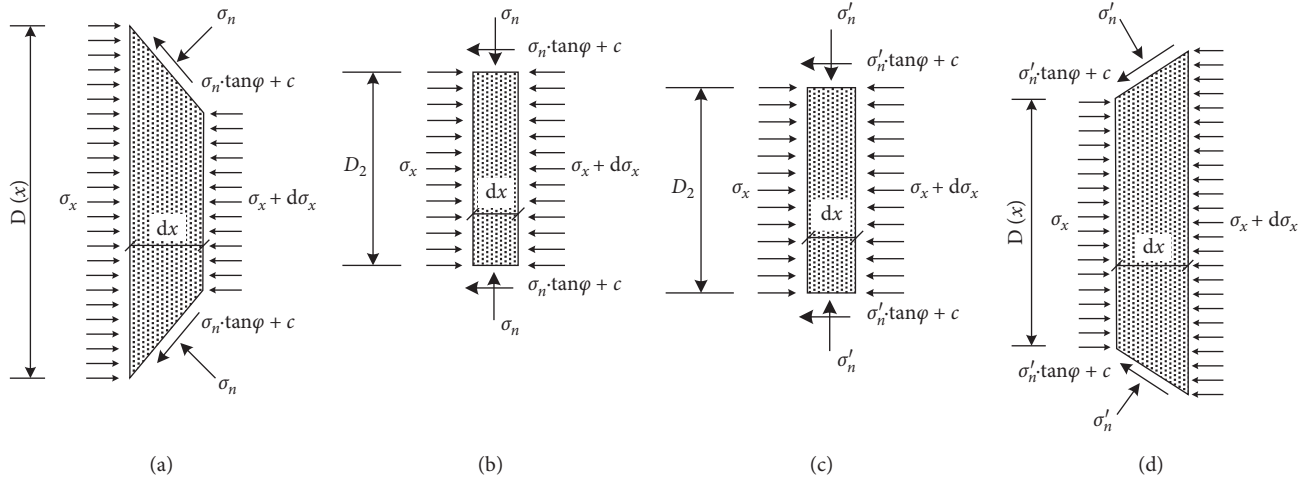 σₙ
σₙ·tanφ + c
D (x)
σₓ
σₓ + dσₓ
dx
σₙ·tanφ + c
σₙ
(a)
σₙ
σₙ·tanφ + c
D₂
σₓ
σₓ + dσₓ
dx
σₙ·tanφ + c
σₙ
(b)
σ′ₙ
σ′ₙ·tanφ + c
D₂
σₓ
σₓ + dσₓ
dx
σ′ₙ·tanφ + c
σ′ₙ
(c)
σ′ₙ
σ′ₙ·tanφ + c
D (x)
σₓ
σₓ + dσₓ
dx
σ′ₙ·tanφ + c
σ′ₙ
(d)